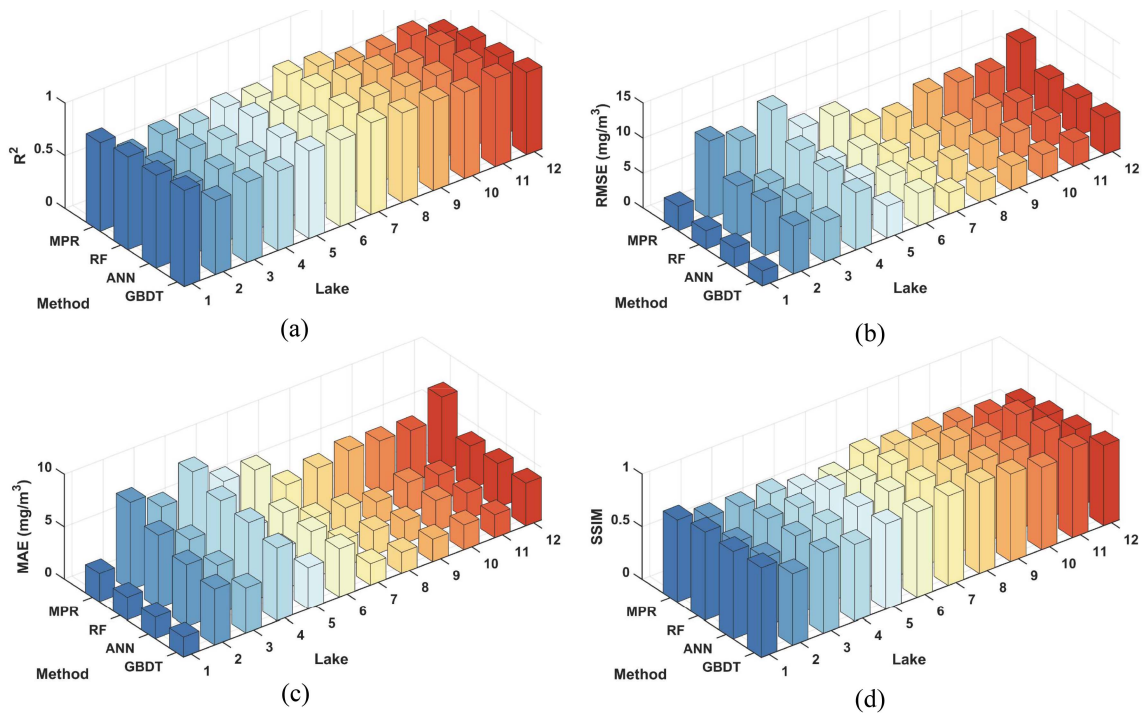 1
0.5
0
R²
MPR
RF
ANN
GBDT
Method
1
2
3
4
5
6
7
8
9
10
11
12
Lake
(a)
15
10
5
0
RMSE (mg/m³)
MPR
RF
ANN
GBDT
Method
1
2
3
4
5
6
7
8
9
10
11
12
Lake
(b)
10
5
0
MAE (mg/m³)
MPR
RF
ANN
GBDT
Method
1
2
3
4
5
6
7
8
9
10
11
12
Lake
(c)
1
0.5
0
SSIM
MPR
RF
ANN
GBDT
Method
1
2
3
4
5
6
7
8
9
10
11
12
Lake
(d)